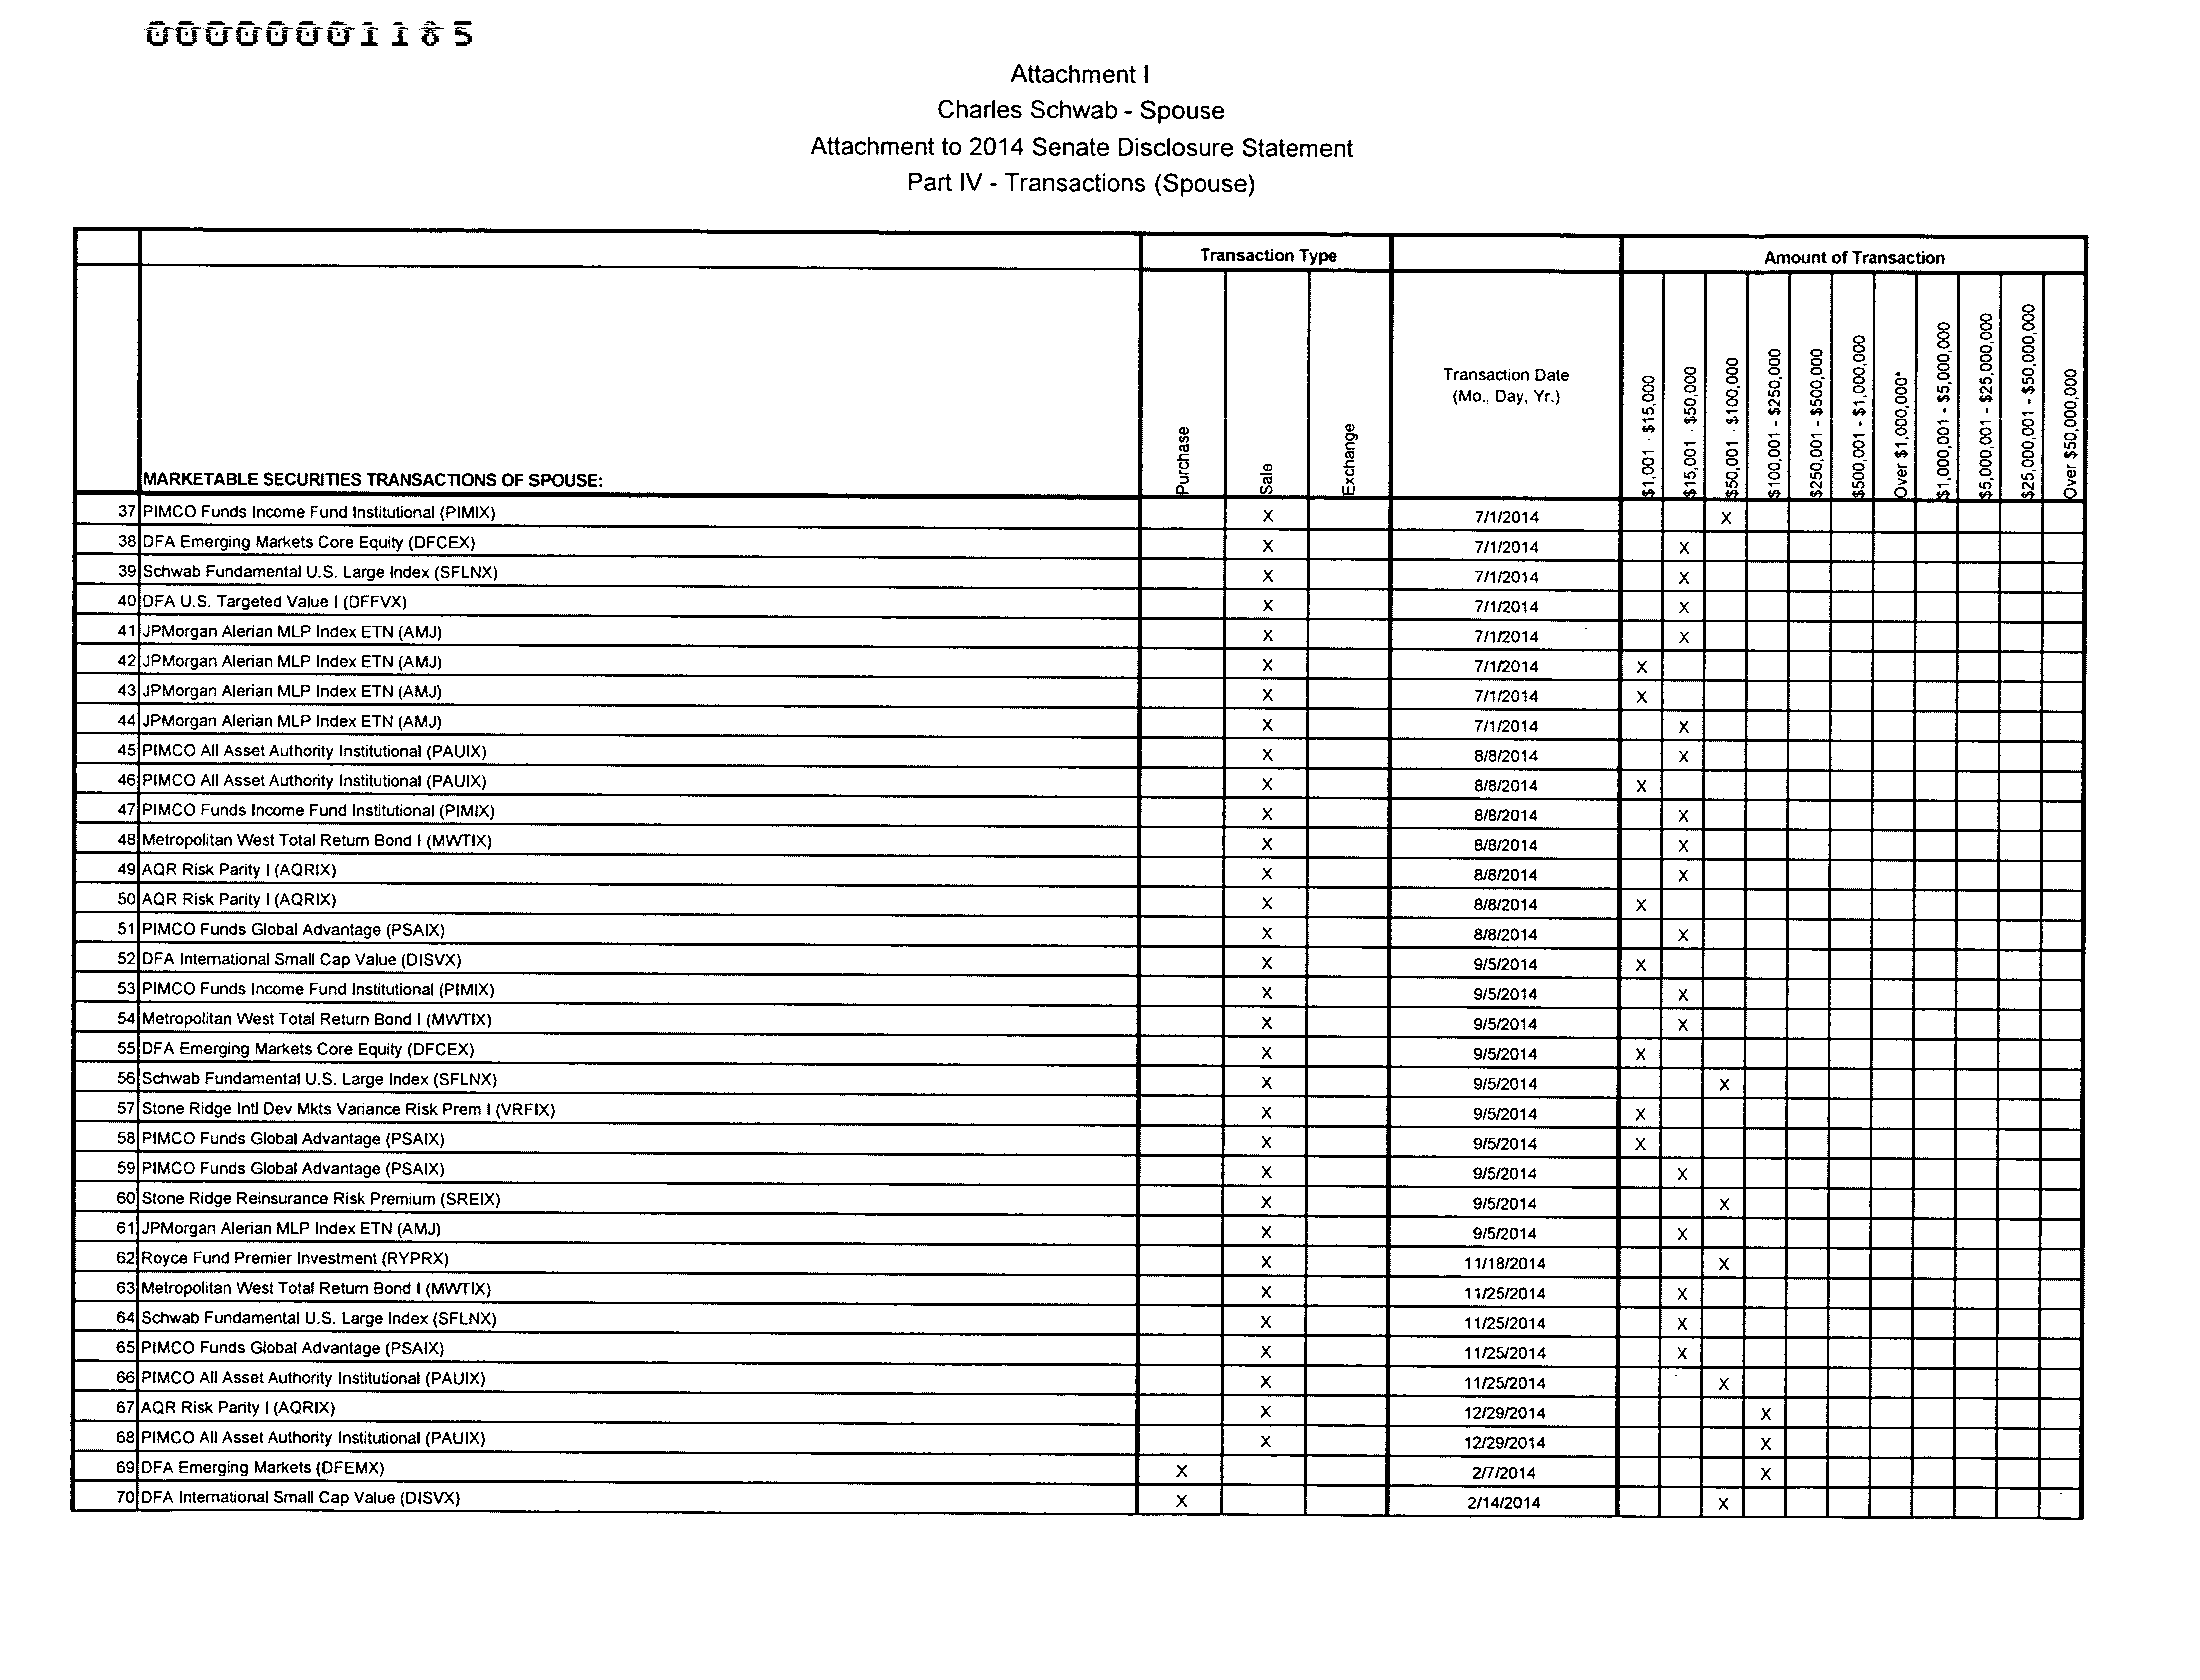 00000001185
Attachment I
Charles Schwab - Spouse
Attachment to 2014 Senate Disclosure Statement
Part IV - Transactions (Spouse)
Transaction Type Amount of Transaction
MARKETABLE SECURITIES TRANSACTIONS OF SPOUSE: Purchase Sale Exchange Transaction Date (Mo., Day, Yr.) $1,001 - $15,000 $15,001 - $50,000 $50,001 - $100,000 $100,001 - $250,000 $250,001 - $500,000 $500,001 - $1,000,000 Over $1,000,000* $1,000,001 - $5,000,000 $5,000,001 - $25,000,000 $25,000,001 - $50,000,000 Over $50,000,000
37 PIMCO Funds Income Fund Institutional (PIMIX) X 7/1/2014 X
38 DFA Emerging Markets Core Equity (DFCEX) X 7/1/2014 X
39 Schwab Fundamental U.S. Large Index (SFLNX) X 7/1/2014 X
40 DFA U.S. Targeted Value I (DFFVX) X 7/1/2014 X
41 JPMorgan Alerian MLP Index ETN (AMJ) X 7/1/2014 X
42 JPMorgan Alerian MLP Index ETN (AMJ) X 7/1/2014 X
43 JPMorgan Alerian MLP Index ETN (AMJ) X 7/1/2014 X
44 JPMorgan Alerian MLP Index ETN (AMJ) X 7/1/2014 X
45 PIMCO All Asset Authority Institutional (PAUIX) X 8/8/2014 X
46 PIMCO All Asset Authority Institutional (PAUIX) X 8/8/2014 X
47 PIMCO Funds Income Fund Institutional (PIMIX) X 8/8/2014 X
48 Metropolitan West Total Return Bond I (MWTIX) X 8/8/2014 X
49 AQR Risk Parity I (AQRIX) X 8/8/2014 X
50 AQR Risk Parity I (AQRIX) X 8/8/2014 X
51 PIMCO Funds Global Advantage (PSAIX) X 8/8/2014 X
52 DFA International Small Cap Value (DISVX) X 9/5/2014 X
53 PIMCO Funds Income Fund Institutional (PIMIX) X 9/5/2014 X
54 Metropolitan West Total Return Bond I (MWTIX) X 9/5/2014 X
55 DFA Emerging Markets Core Equity (DFCEX) X 9/5/2014 X
56 Schwab Fundamental U.S. Large Index (SFLNX) X 9/5/2014 X
57 Stone Ridge Intl Dev Mkts Variance Risk Prem I (VRFIX) X 9/5/2014 X
58 PIMCO Funds Global Advantage (PSAIX) X 9/5/2014 X
59 PIMCO Funds Global Advantage (PSAIX) X 9/5/2014 X
60 Stone Ridge Reinsurance Risk Premium (SREIX) X 9/5/2014 X
61 JPMorgan Alerian MLP Index ETN (AMJ) X 9/5/2014 X
62 Royce Fund Premier Investment (RYPRX) X 11/18/2014 X
63 Metropolitan West Total Return Bond I (MWTIX) X 11/25/2014 X
64 Schwab Fundamental U.S. Large Index (SFLNX) X 11/25/2014 X
65 PIMCO Funds Global Advantage (PSAIX) X 11/25/2014 X
66 PIMCO All Asset Authority Institutional (PAUIX) X 11/25/2014 X
67 AQR Risk Parity I (AQRIX) X 12/29/2014 X
68 PIMCO All Asset Authority Institutional (PAUIX) X 12/29/2014 X
69 DFA Emerging Markets (DFEMX) X 2/7/2014 X
70 DFA International Small Cap Value (DISVX) X 2/14/2014 X